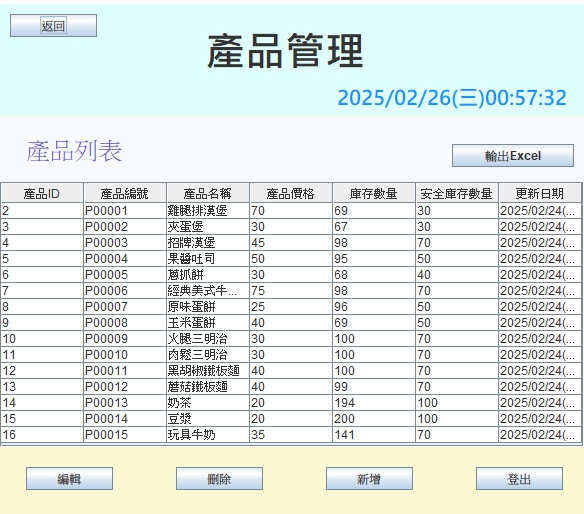 返回
產品管理
2025/02/26(三)00:57:32
產品列表
輸出Excel
產品ID 產品編號 產品名稱 產品價格 庫存數量 安全庫存數量 更新日期
2 P00001 雞腿排漢堡 70 69 30 2025/02/24(...
3 P00002 夾蛋堡 30 67 30 2025/02/24(...
4 P00003 招牌漢堡 45 98 70 2025/02/24(...
5 P00004 果醬吐司 50 95 50 2025/02/24(...
6 P00005 蔥抓餅 30 68 40 2025/02/24(...
7 P00006 經典美式牛... 75 98 70 2025/02/24(...
8 P00007 原味蛋餅 25 96 50 2025/02/24(...
9 P00008 玉米蛋餅 40 69 50 2025/02/24(...
10 P00009 火腿三明治 30 100 70 2025/02/24(...
11 P00010 肉鬆三明治 30 100 70 2025/02/24(...
12 P00011 黑胡椒鐵板麵 40 100 70 2025/02/24(...
13 P00012 蘑菇鐵板麵 40 99 70 2025/02/24(...
14 P00013 奶茶 20 194 100 2025/02/24(...
15 P00014 豆漿 20 200 100 2025/02/24(...
16 P00015 玩具牛奶 35 141 70 2025/02/24(...
編輯 刪除 新增 登出